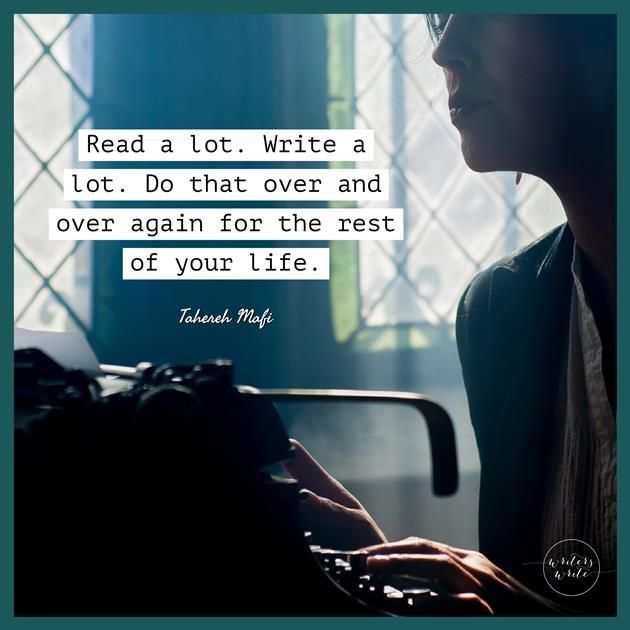 Read a lot. Write a
lot. Do that over and
over again for the rest
of your life.
Tahereh Mafi
writers
write